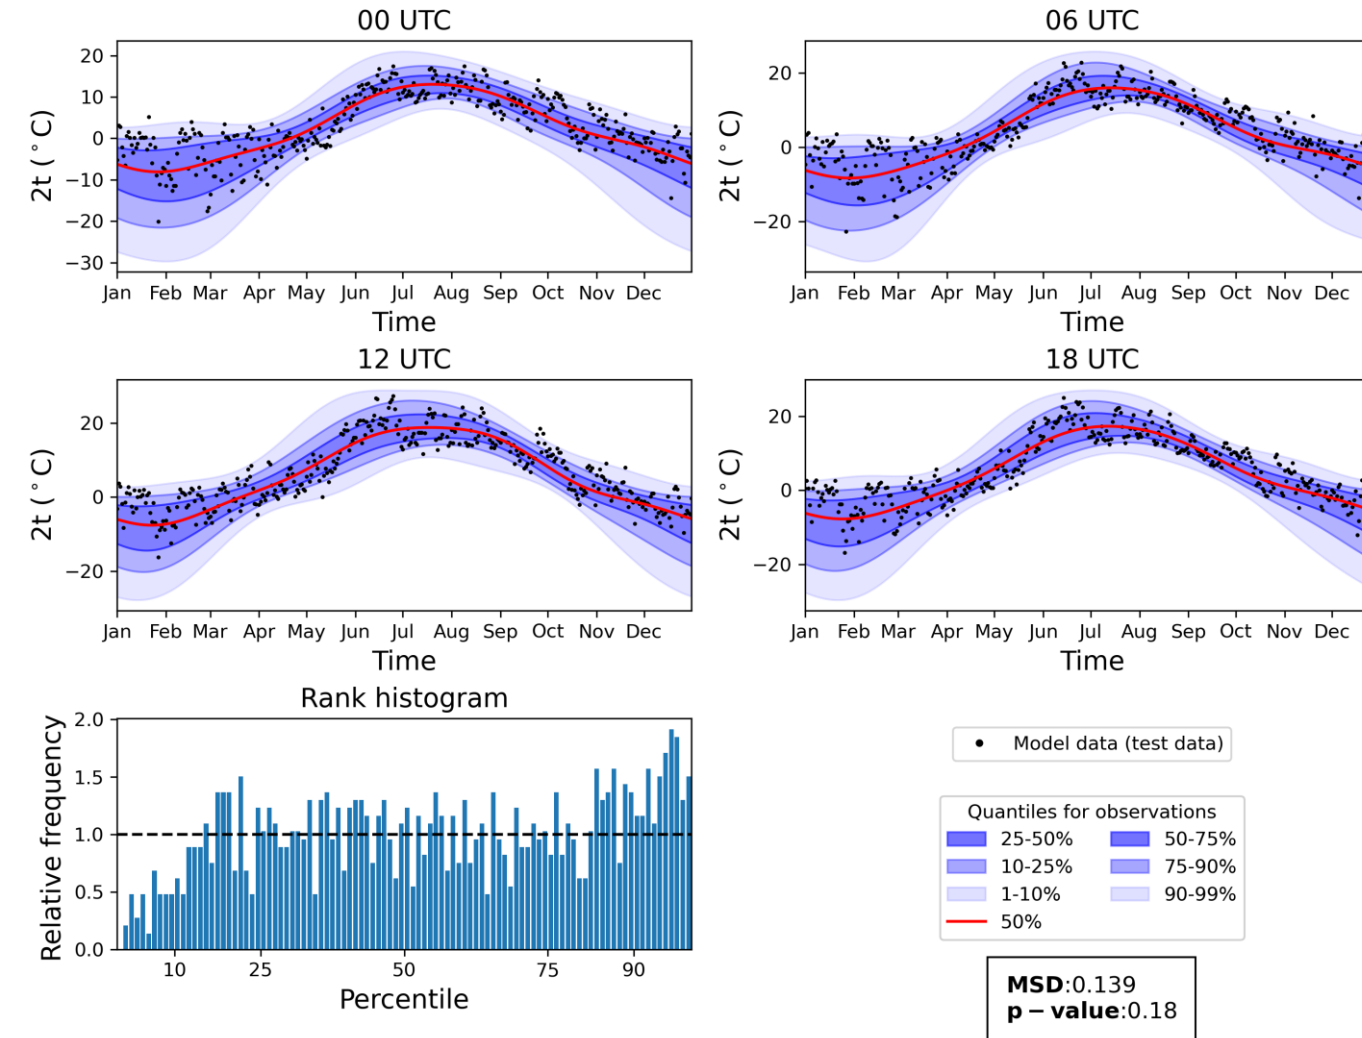 00 UTC
2t (°C)
20
10
0
−10
−20
−30
Jan Feb Mar Apr May Jun Jul Aug Sep Oct Nov Dec
Time
06 UTC
2t (°C)
20
0
−20
Jan Feb Mar Apr May Jun Jul Aug Sep Oct Nov Dec
Time
12 UTC
2t (°C)
20
0
−20
Jan Feb Mar Apr May Jun Jul Aug Sep Oct Nov Dec
Time
18 UTC
2t (°C)
20
0
−20
Jan Feb Mar Apr May Jun Jul Aug Sep Oct Nov Dec
Time
Rank histogram
Relative frequency
2.0
1.5
1.0
0.5
0.0
10 25 50 75 90
Percentile
Model data (test data)
Quantiles for observations
25-50% 50-75%
10-25% 75-90%
1-10% 90-99%
50%
MSD:0.139
p − value:0.18